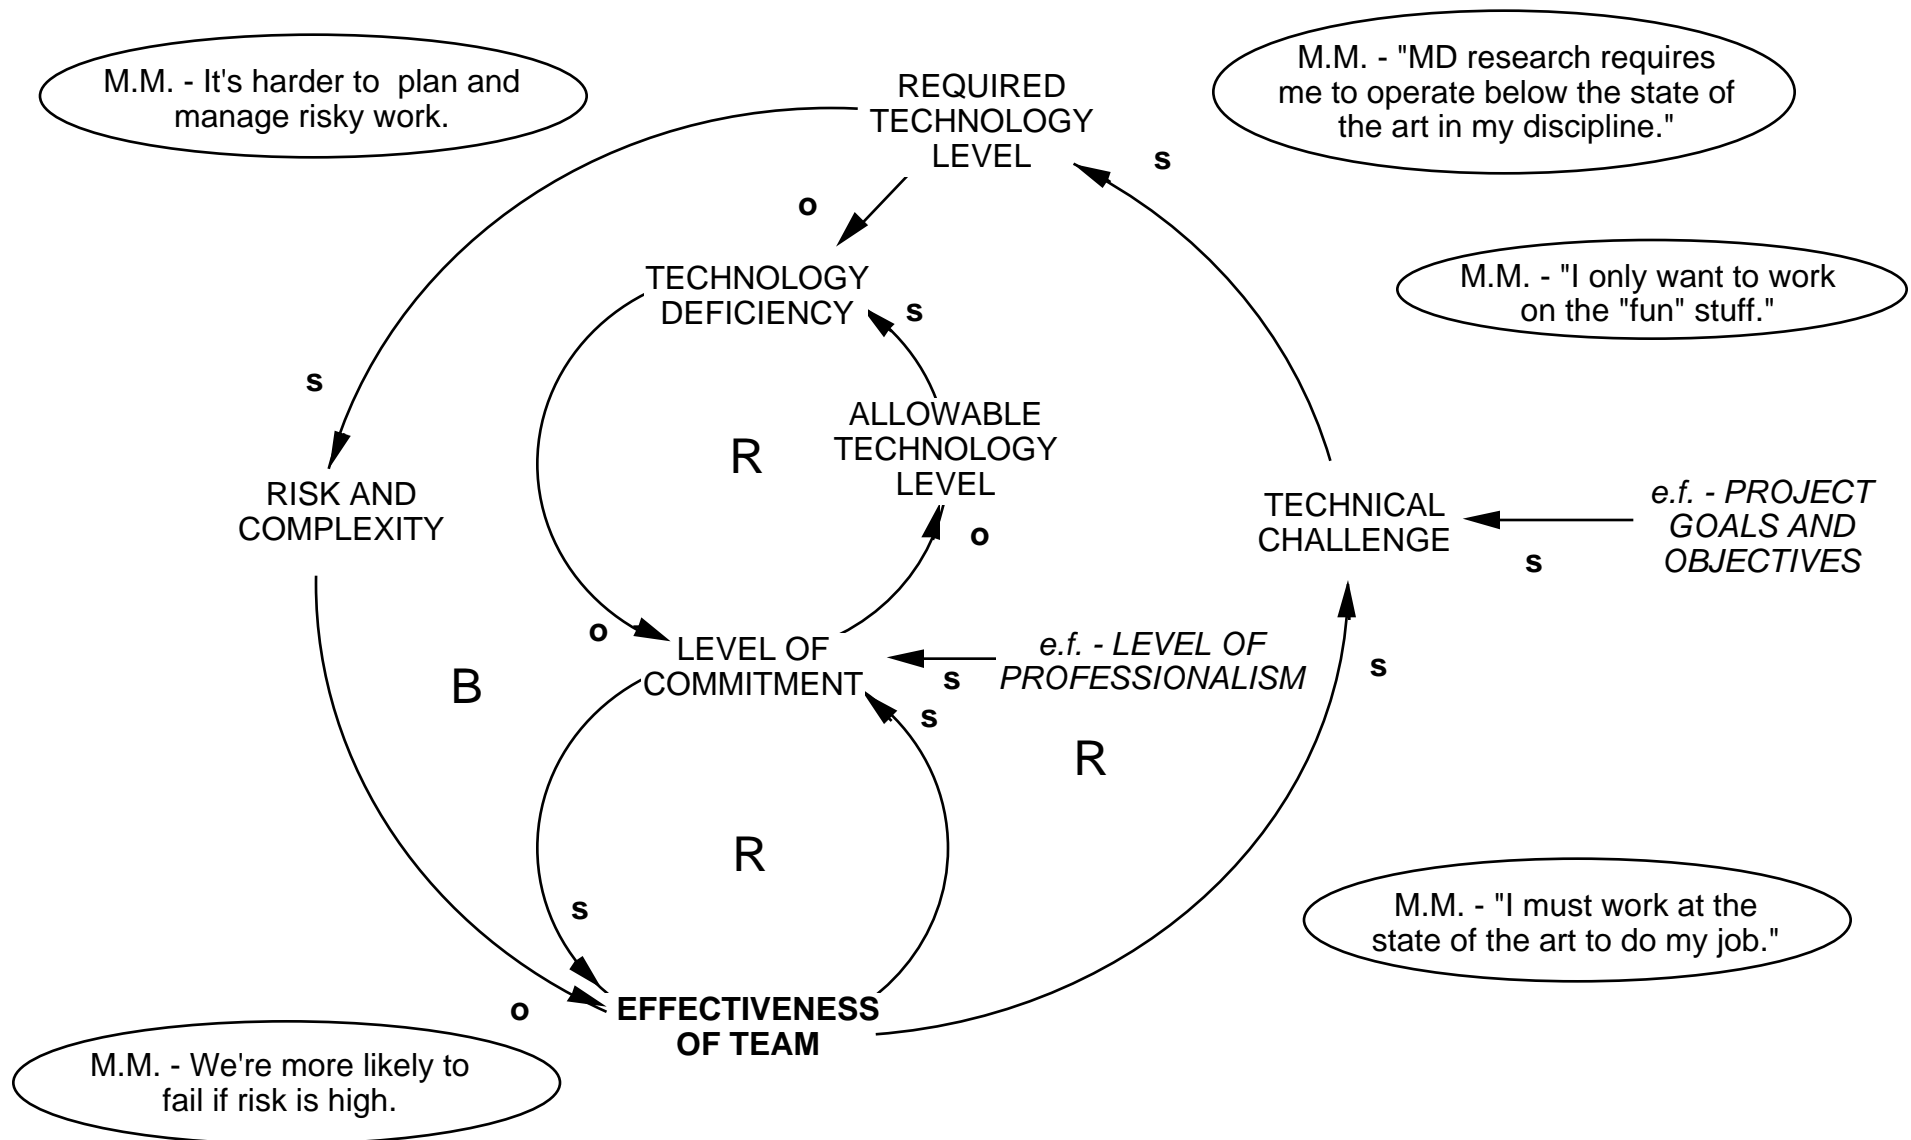 M.M. - It's harder to plan and
manage risky work.
REQUIRED
TECHNOLOGY
LEVEL
M.M. - "MD research requires
me to operate below the state of
the art in my discipline."
s
o
M.M. - "I only want to work
on the "fun" stuff."
TECHNOLOGY
DEFICIENCY
s
s
ALLOWABLE
TECHNOLOGY
LEVEL
R
RISK AND
COMPLEXITY
TECHNICAL
CHALLENGE
e.f. - PROJECT
GOALS AND
OBJECTIVES
o
s
o
LEVEL OF
COMMITMENT
e.f. - LEVEL OF
PROFESSIONALISM
s
s
s
B
R
R
s
M.M. - "I must work at the
state of the art to do my job."
o
EFFECTIVENESS
OF TEAM
M.M. - We're more likely to
fail if risk is high.